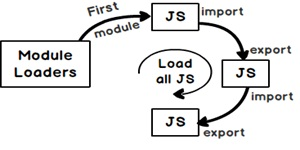 First
module
Module
Loaders
JS
import
export
Load
all JS
JS
import
JS
export